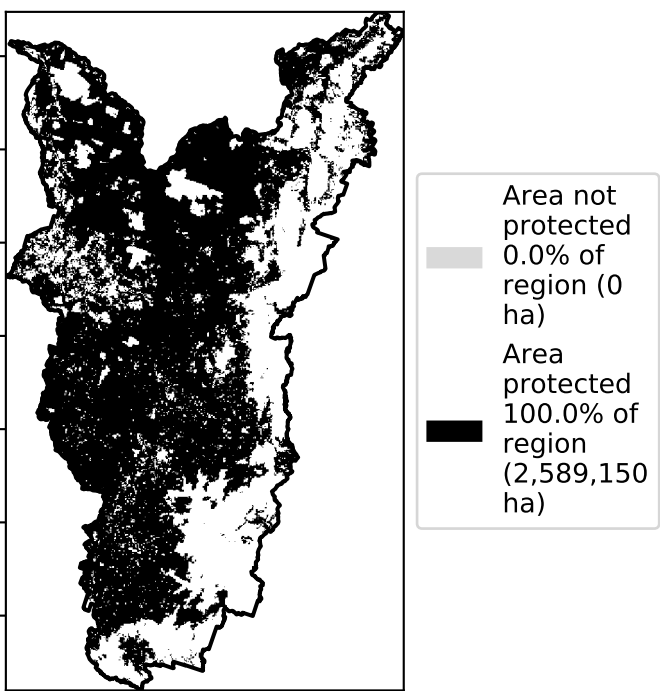 Area not
protected
0.0% of
region (0
ha)
Area
protected
100.0% of
region
(2,589,150
ha)